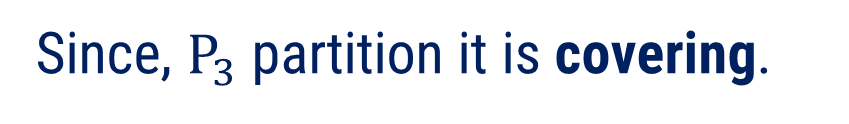 Since, P₃ partition it is covering.